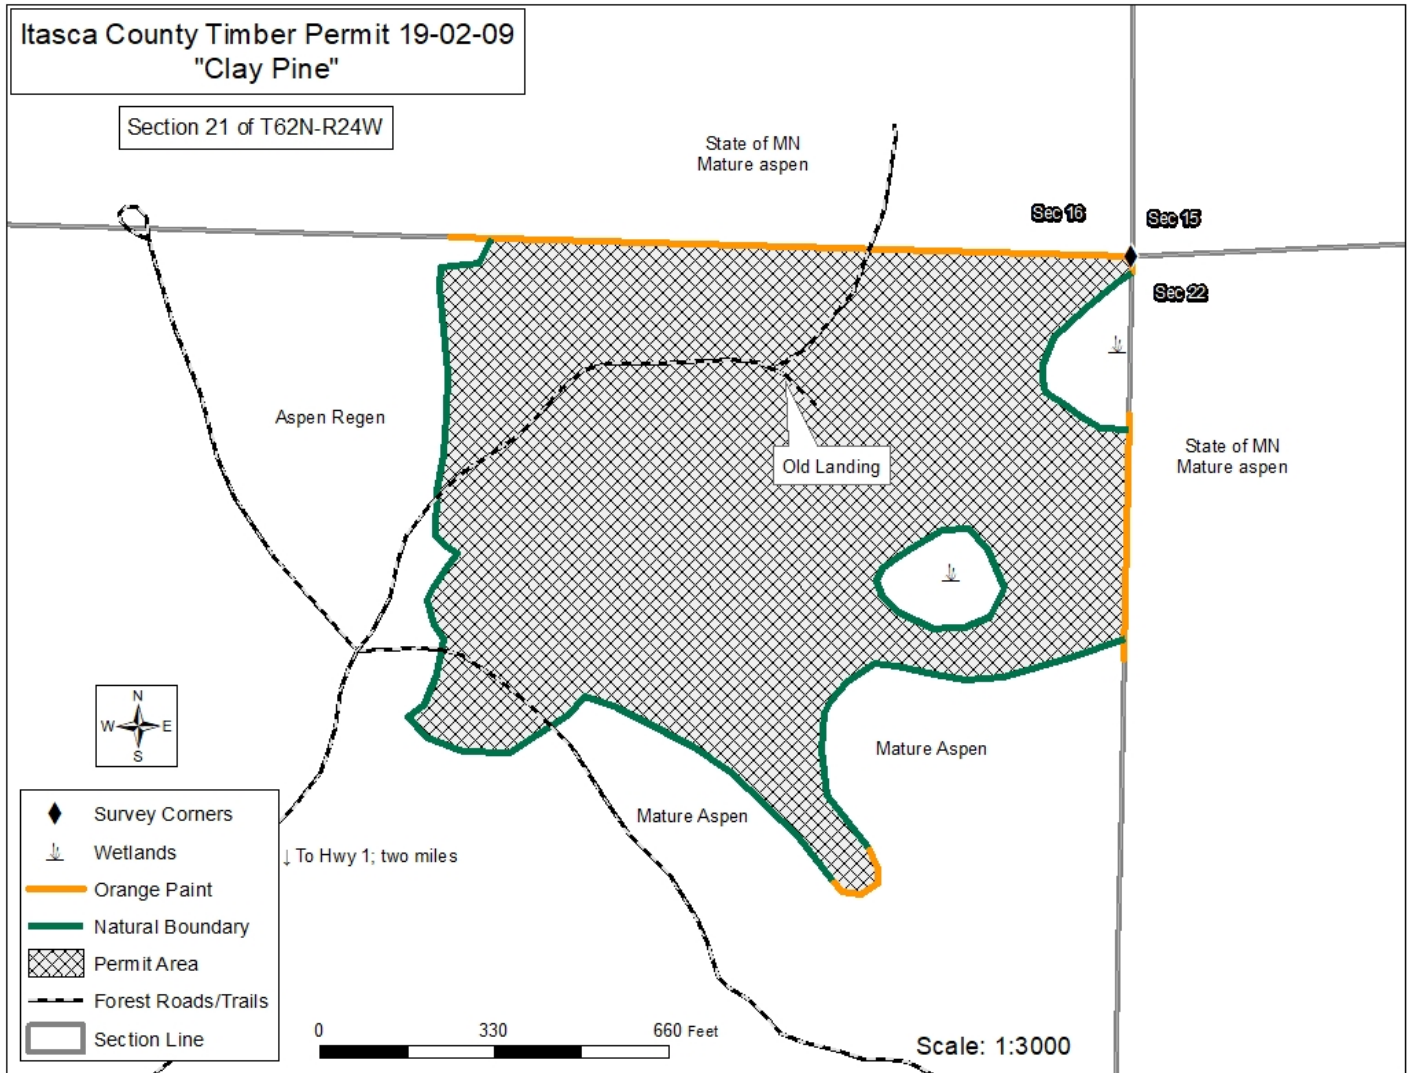 Itasca County Timber Permit 19-02-09
"Clay Pine"
Section 21 of T62N-R24W
State of MN
Mature aspen
Sec 16
Sec 15
Sec 22
Aspen Regen
State of MN
Mature aspen
Old Landing
N
W E
S
Mature Aspen
Mature Aspen
↓ To Hwy 1; two miles
Survey Corners
Wetlands
Orange Paint
Natural Boundary
Permit Area
Forest Roads/Trails
Section Line
0 330 660 Feet
Scale: 1:3000